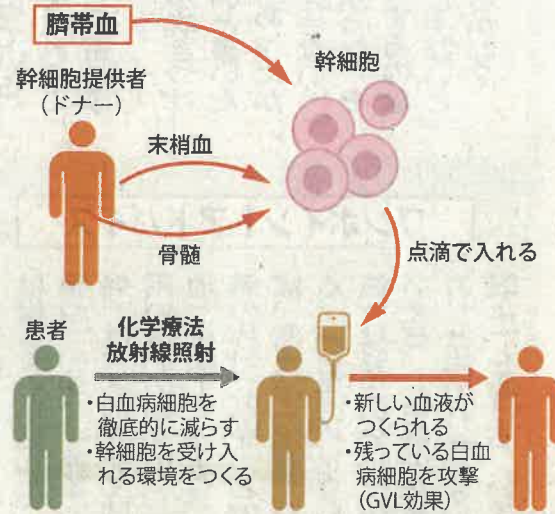 臍帯血
幹細胞提供者
(ドナー)
幹細胞
末梢血
骨髄
点滴で入れる
患者
化学療法
放射線照射
・白血病細胞を
徹底的に減らす
・幹細胞を受け入
れる環境をつくる
・新しい血液が
つくられる
・残っている白血
病細胞を攻撃
(GVL効果)